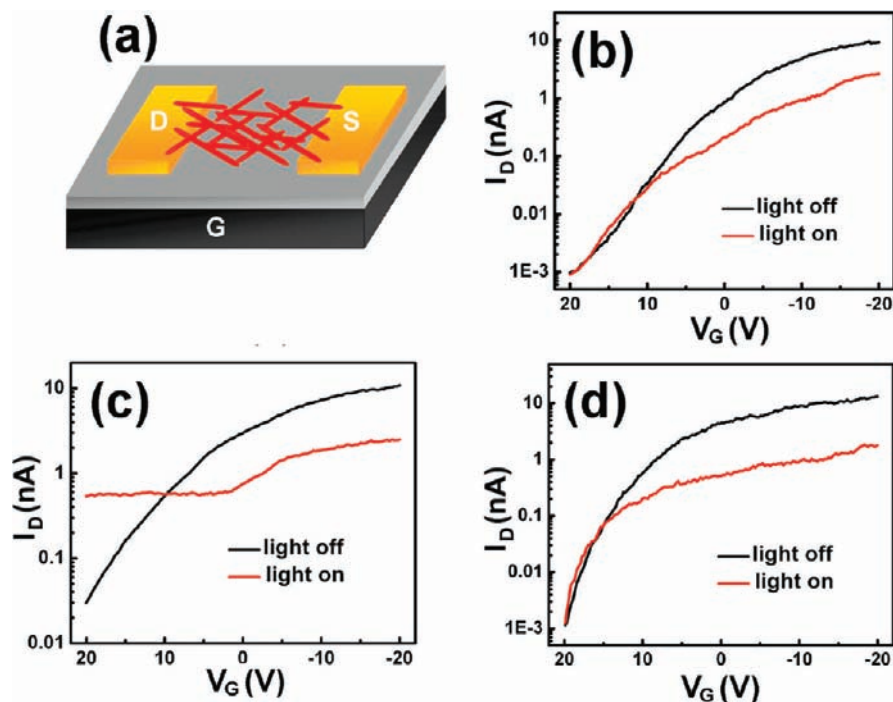 (a)
D
S
G
(b)
10
1
0.1
0.01
1E-3
I_D (nA)
light off
light on
20
10
0
-10
-20
V_G (V)
(c)
10
1
0.1
0.01
I_D (nA)
light off
light on
20
10
0
-10
-20
V_G (V)
(d)
10
1
0.1
0.01
1E-3
I_D (nA)
light off
light on
20
10
0
-10
-20
V_G (V)